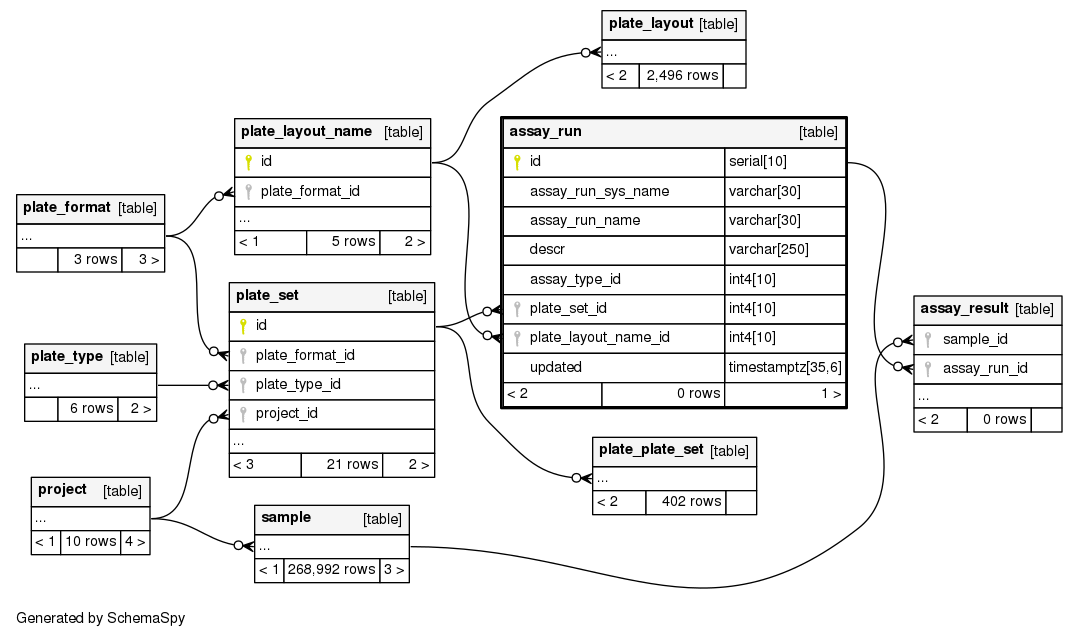 plate_layout [table]
...
< 2 2,496 rows
plate_layout_name [table]
id
plate_format_id
...
< 1 5 rows 2 >
assay_run [table]
id serial[10]
assay_run_sys_name varchar[30]
assay_run_name varchar[30]
descr varchar[250]
assay_type_id int4[10]
plate_set_id int4[10]
plate_layout_name_id int4[10]
updated timestamptz[35,6]
< 2 0 rows 1 >
plate_format [table]
...
3 rows 3 >
plate_set [table]
id
plate_format_id
plate_type_id
project_id
...
< 3 21 rows 2 >
assay_result [table]
sample_id
assay_run_id
...
< 2 0 rows
plate_type [table]
...
6 rows 2 >
plate_plate_set [table]
...
< 2 402 rows
project [table]
...
< 1 10 rows 4 >
sample [table]
...
< 1 268,992 rows 3 >
Generated by SchemaSpy